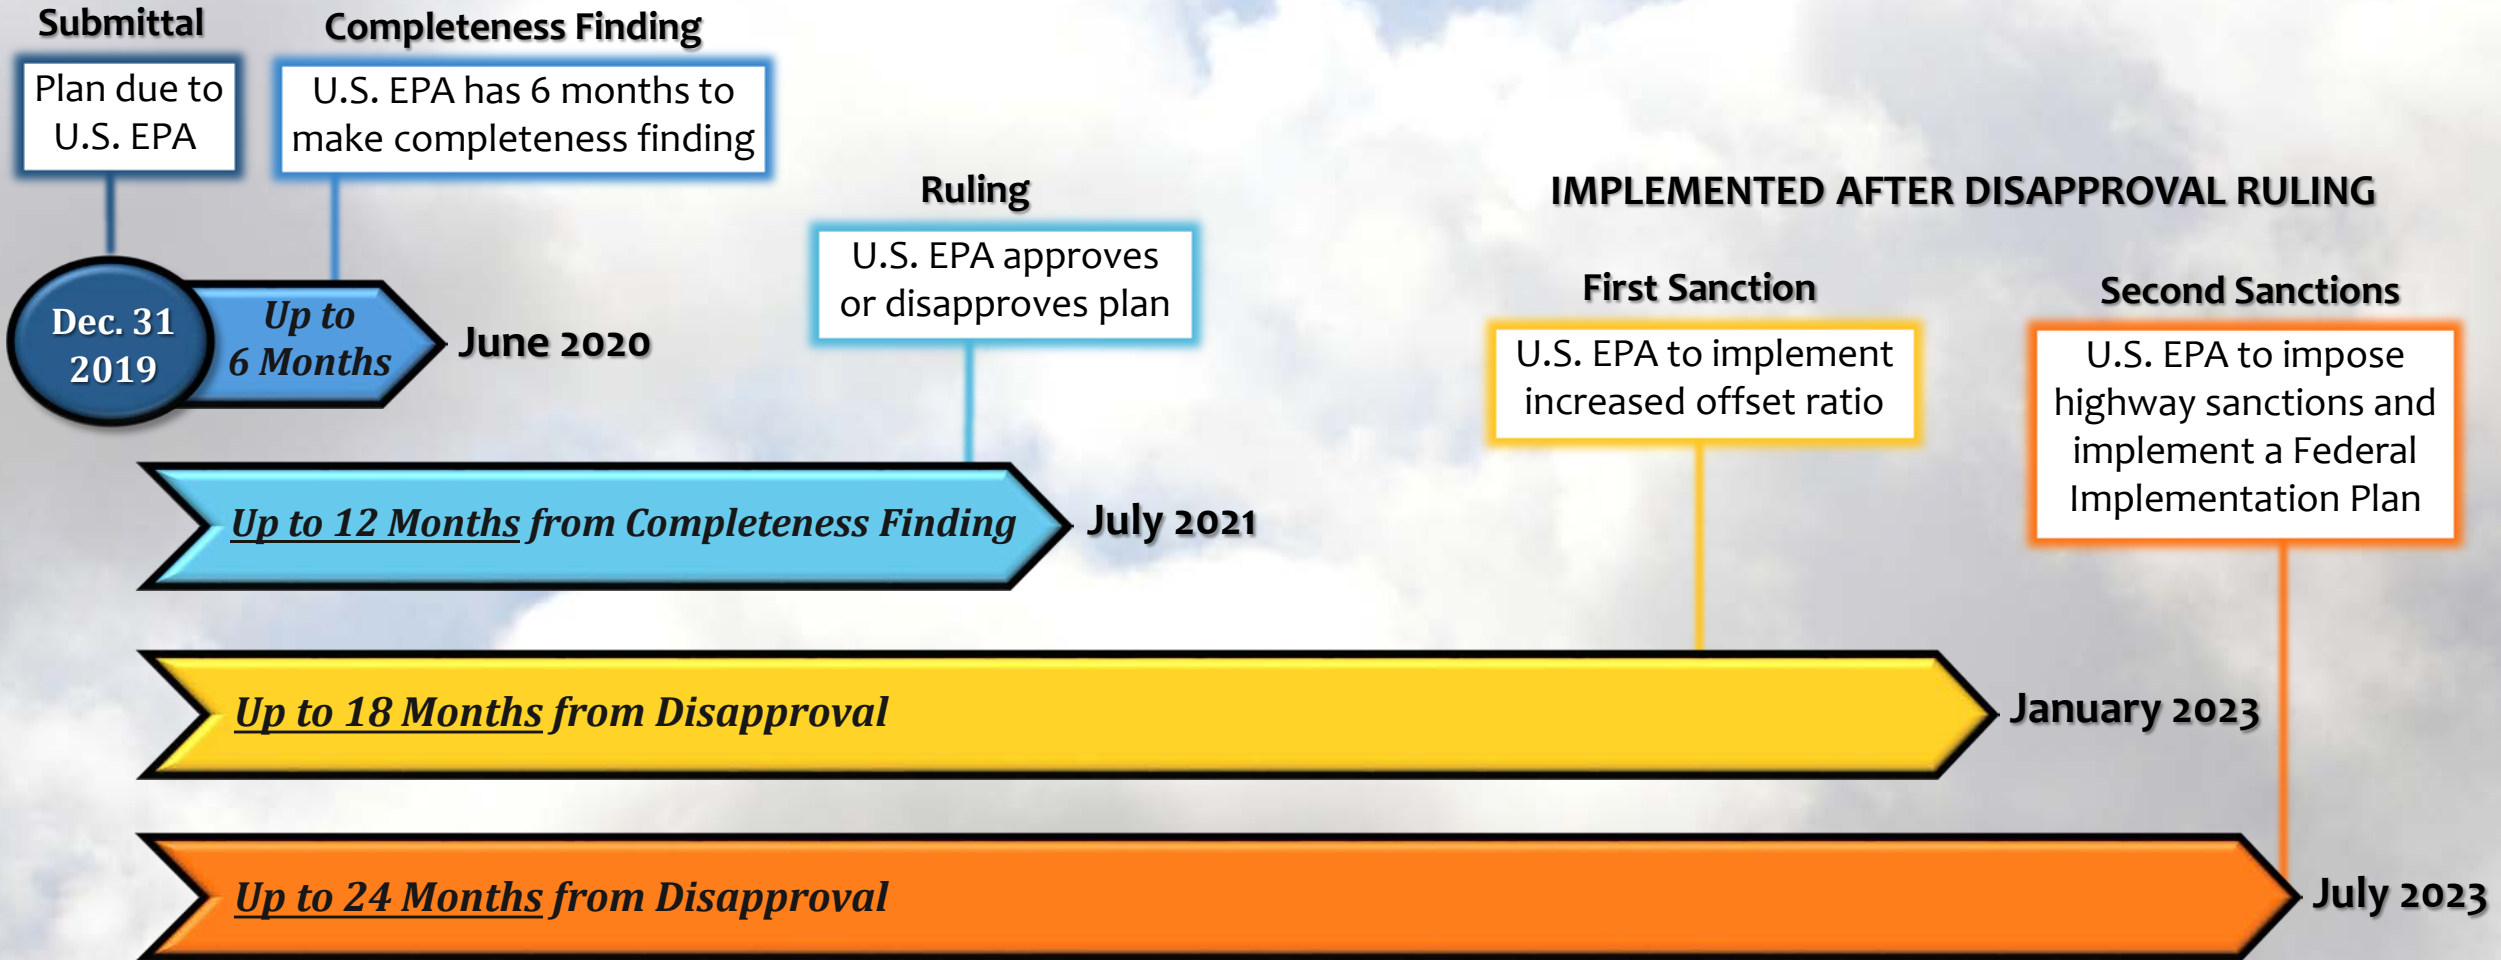 Submittal
Plan due to
U.S. EPA
Completeness Finding
U.S. EPA has 6 months to
make completeness finding
Ruling
U.S. EPA approves
or disapproves plan
IMPLEMENTED AFTER DISAPPROVAL RULING
First Sanction
U.S. EPA to implement
increased offset ratio
Second Sanctions
U.S. EPA to impose
highway sanctions and
implement a Federal
Implementation Plan
Dec. 31
2019
Up to
6 Months
June 2020
Up to 12 Months from Completeness Finding
July 2021
Up to 18 Months from Disapproval
January 2023
Up to 24 Months from Disapproval
July 2023